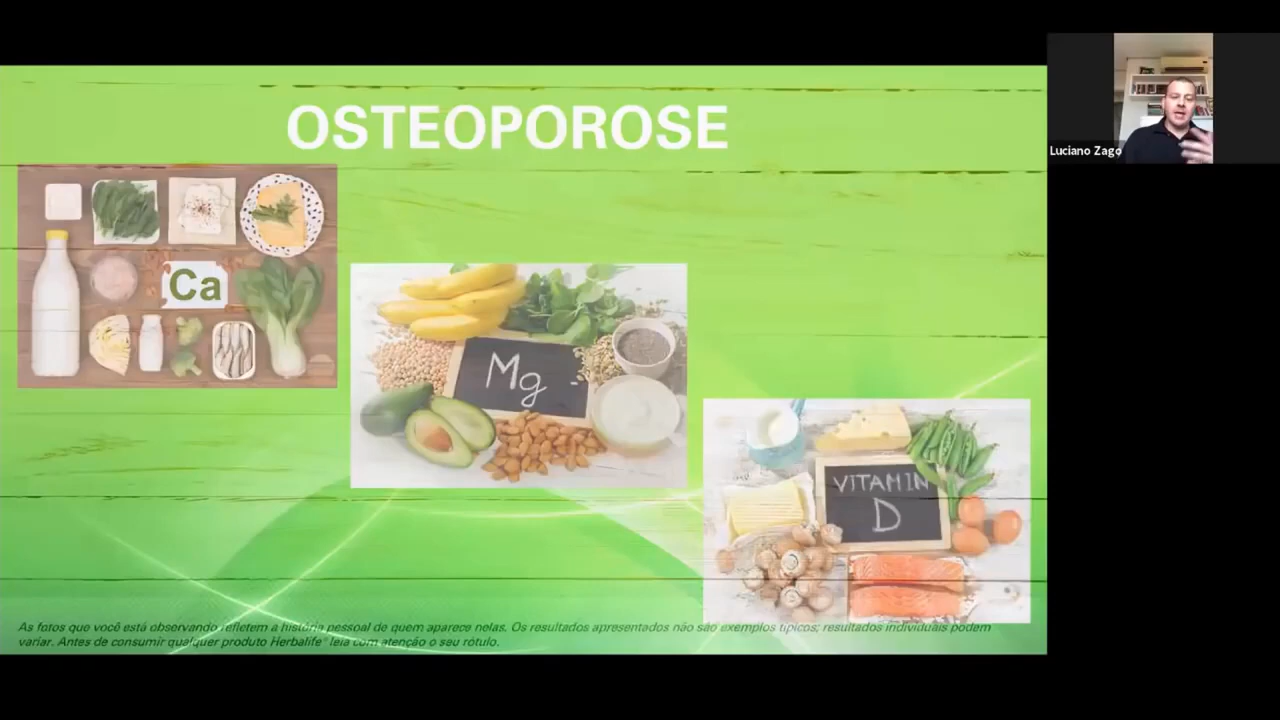 OSTEOPOROSE
Luciano Zago
Ca
Mg
VITAMIN
D
As fotos que você está observando refletem a história pessoal de quem aparece nelas. Os resultados apresentados não são exemplos típicos; resultados individuais podem
variar. Antes de consumir qualquer produto Herbalife® leia com atenção o seu rótulo.